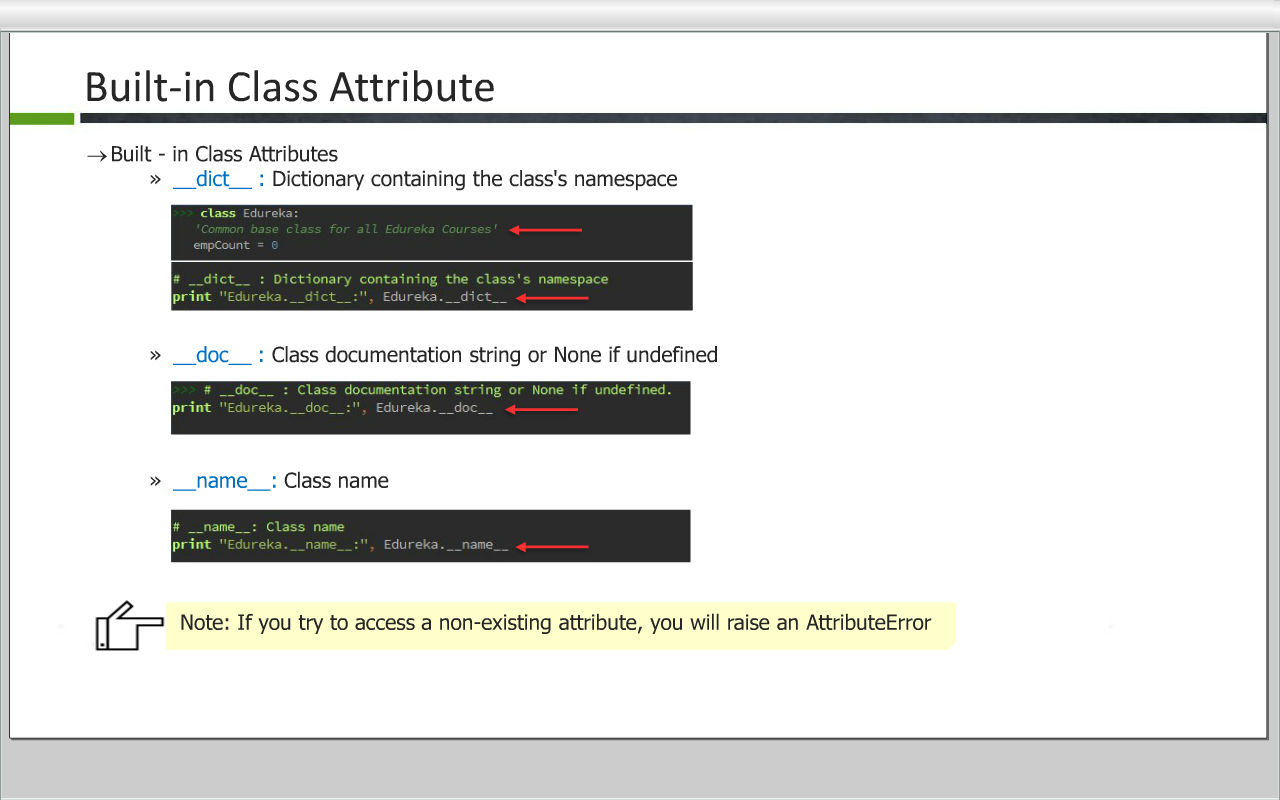 Built-in Class Attribute
→Built - in Class Attributes
» __dict__ : Dictionary containing the class's namespace
>>> class Edureka:
'Common base class for all Edureka Courses'
empCount = 0
# __dict__ : Dictionary containing the class's namespace
print "Edureka.__dict__:", Edureka.__dict__
» __doc__ : Class documentation string or None if undefined
>>> # __doc__ : Class documentation string or None if undefined.
print "Edureka.__doc__:", Edureka.__doc__
» __name__: Class name
# __name__: Class name
print "Edureka.__name__:", Edureka.__name__
Note: If you try to access a non-existing attribute, you will raise an AttributeError